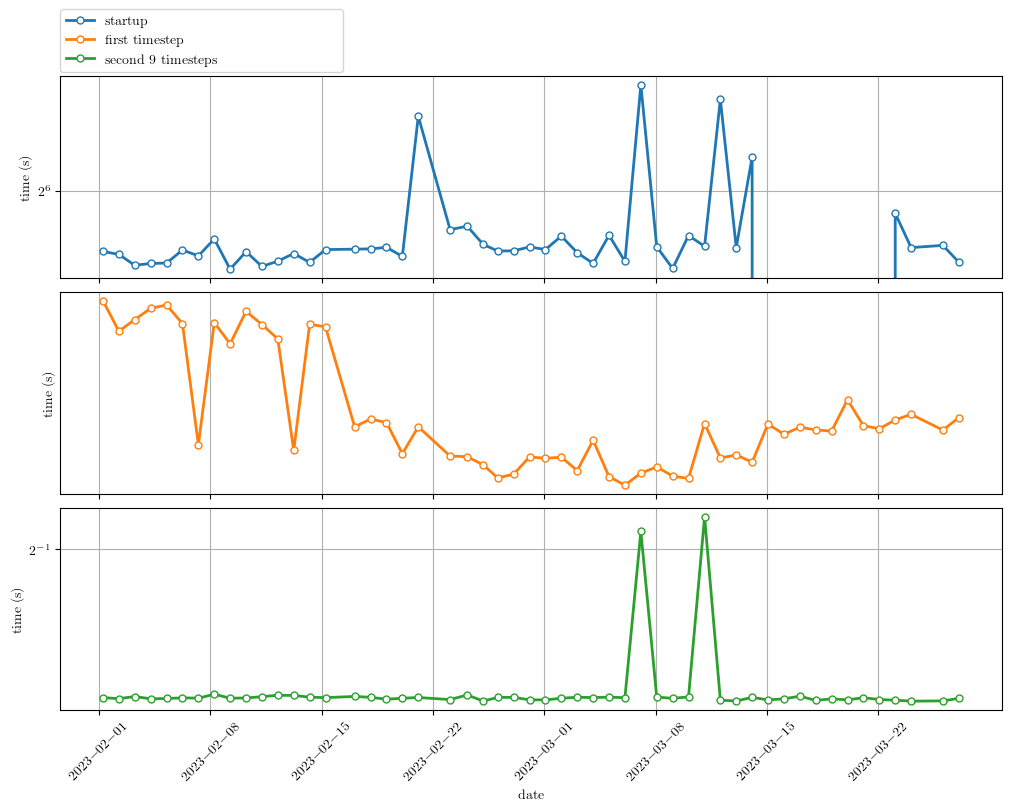 startup
first timestep
second 9 timesteps
time (s)
2^6
time (s)
time (s)
2^−1
2023−02−01
2023−02−08
2023−02−15
2023−02−22
2023−03−01
2023−03−08
2023−03−15
2023−03−22
date